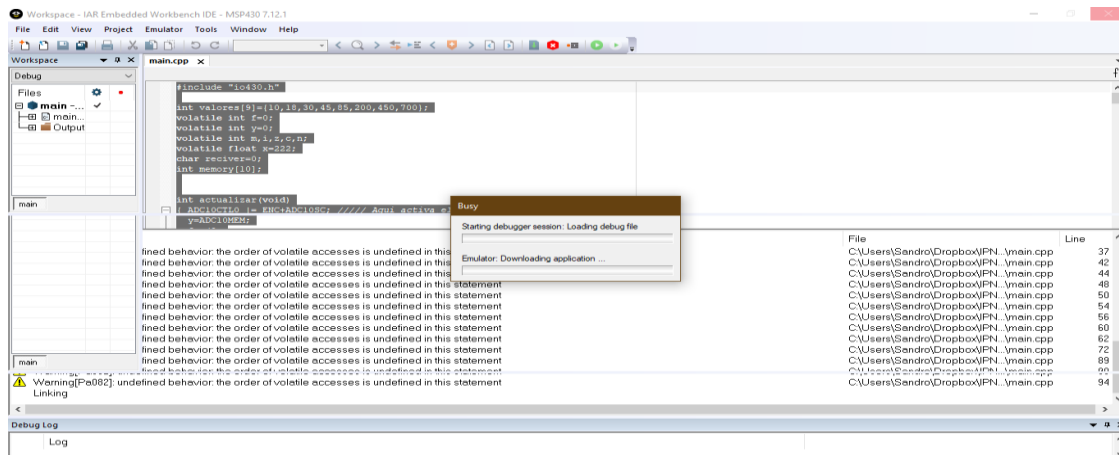 Workspace - IAR Embedded Workbench IDE - MSP430 7.12.1
File Edit View Project Emulator Tools Window Help
Workspace
main.cpp
Debug
Files
main -...
main...
Output
main
#include "io430.h"
int valores[9]={10,18,30,45,85,200,450,700};
volatile int f=0;
volatile int y=0;
volatile int m,i,z,c,n;
volatile float x=222;
char reciver=0;
int memory[10];
int actualizar(void)
{ ADC10CTL0 |= ENC+ADC10SC; ///// Aqui activa e
y=ADC10MEM;
Busy
Starting debugger session: Loading debug file
Emulator: Downloading application ...
File Line
fined behavior: the order of volatile accesses is undefined in this C:\Users\Sandro\Dropbox\IPN...\main.cpp 37
fined behavior: the order of volatile accesses is undefined in this C:\Users\Sandro\Dropbox\IPN...\main.cpp 42
fined behavior: the order of volatile accesses is undefined in this C:\Users\Sandro\Dropbox\IPN...\main.cpp 44
fined behavior: the order of volatile accesses is undefined in this statement C:\Users\Sandro\Dropbox\IPN...\main.cpp 48
fined behavior: the order of volatile accesses is undefined in this statement C:\Users\Sandro\Dropbox\IPN...\main.cpp 50
fined behavior: the order of volatile accesses is undefined in this statement C:\Users\Sandro\Dropbox\IPN...\main.cpp 54
fined behavior: the order of volatile accesses is undefined in this statement C:\Users\Sandro\Dropbox\IPN...\main.cpp 56
fined behavior: the order of volatile accesses is undefined in this statement C:\Users\Sandro\Dropbox\IPN...\main.cpp 60
fined behavior: the order of volatile accesses is undefined in this statement C:\Users\Sandro\Dropbox\IPN...\main.cpp 62
fined behavior: the order of volatile accesses is undefined in this statement C:\Users\Sandro\Dropbox\IPN...\main.cpp 72
fined behavior: the order of volatile accesses is undefined in this statement C:\Users\Sandro\Dropbox\IPN...\main.cpp 89
main
Warning[Pa082]: undefined behavior: the order of volatile accesses is undefined in this statement C:\Users\Sandro\Dropbox\IPN...\main.cpp 94
Linking
Debug Log
Log